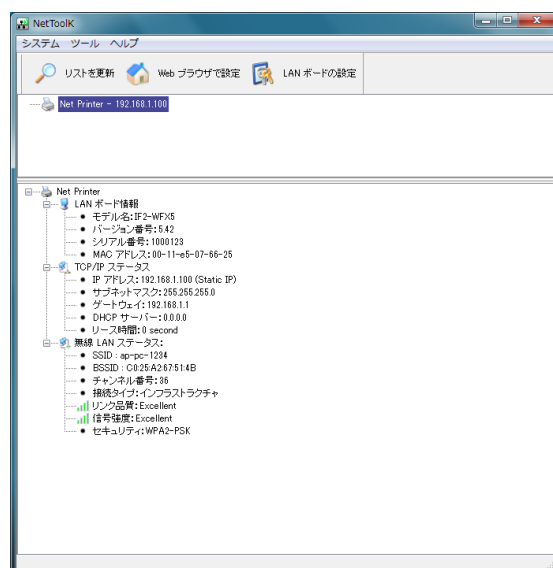 NetToolK
システム ツール ヘルプ
リストを更新 Web ブラウザで設定 LAN ボードの設定
Net Printer - 192.168.1.100
Net Printer
LAN ボード情報
モデル名:IF2-WFX5
バージョン番号:5.42
シリアル番号:1000123
MAC アドレス:00-11-e5-07-66-25
TCP/IP ステータス
IP アドレス:192.168.1.100 (Static IP)
サブネットマスク:255.255.255.0
ゲートウェイ:192.168.1.1
DHCP サーバー:0.0.0.0
リース時間:0 second
無線 LAN ステータス:
SSID : ap-pc-1234
BSSID : C0:25:A2:67:51:4B
チャンネル番号:36
接続タイプ:インフラストラクチャ
リンク品質:Excellent
信号強度:Excellent
セキュリティ:WPA2-PSK